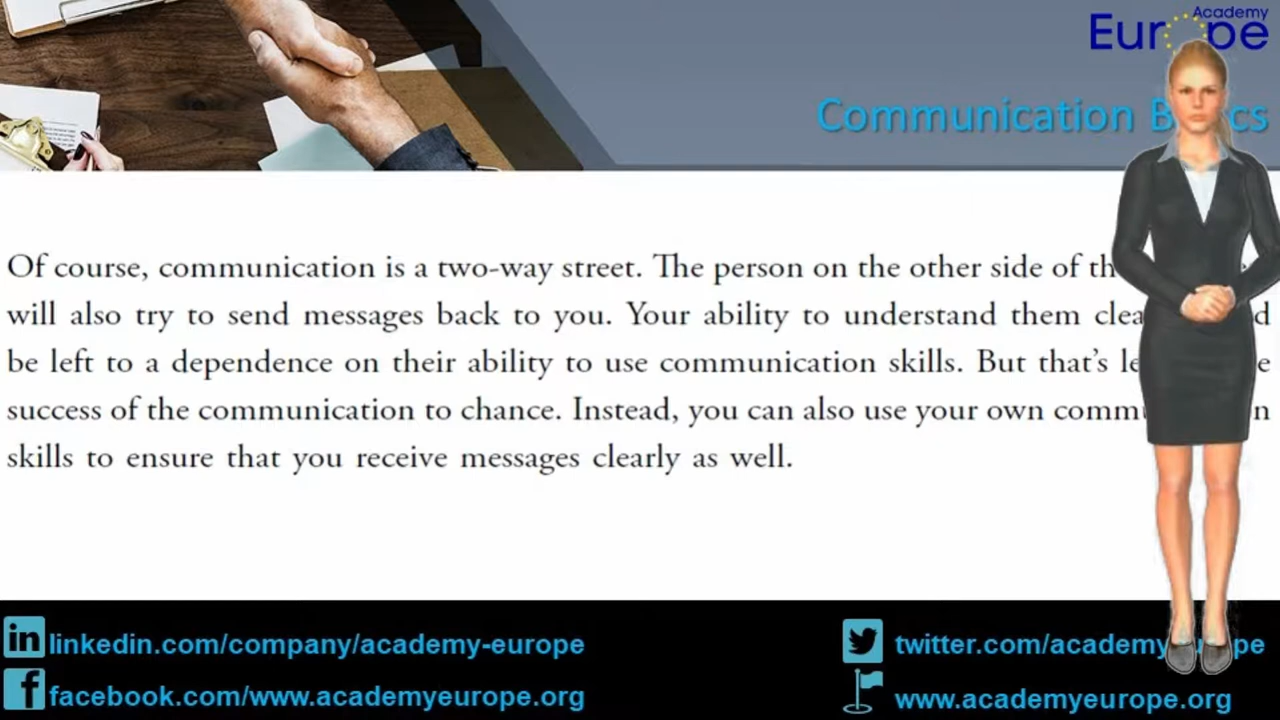 Academy
Europe
Communication B cs
Of course, communication is a two-way street. The person on the other side of th
will also try to send messages back to you. Your ability to understand them clea d
be left to a dependence on their ability to use communication skills. But that's le e
success of the communication to chance. Instead, you can also use your own comm n
skills to ensure that you receive messages clearly as well.
linkedin.com/company/academy-europe
twitter.com/academy u pe
facebook.com/www.academyeurope.org
www.academyeurope.org